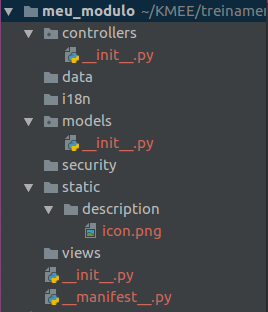 meu_modulo ~/KMEE/treinamer
controllers
__init__.py
data
i18n
models
__init__.py
security
static
description
icon.png
views
__init__.py
__manifest__.py